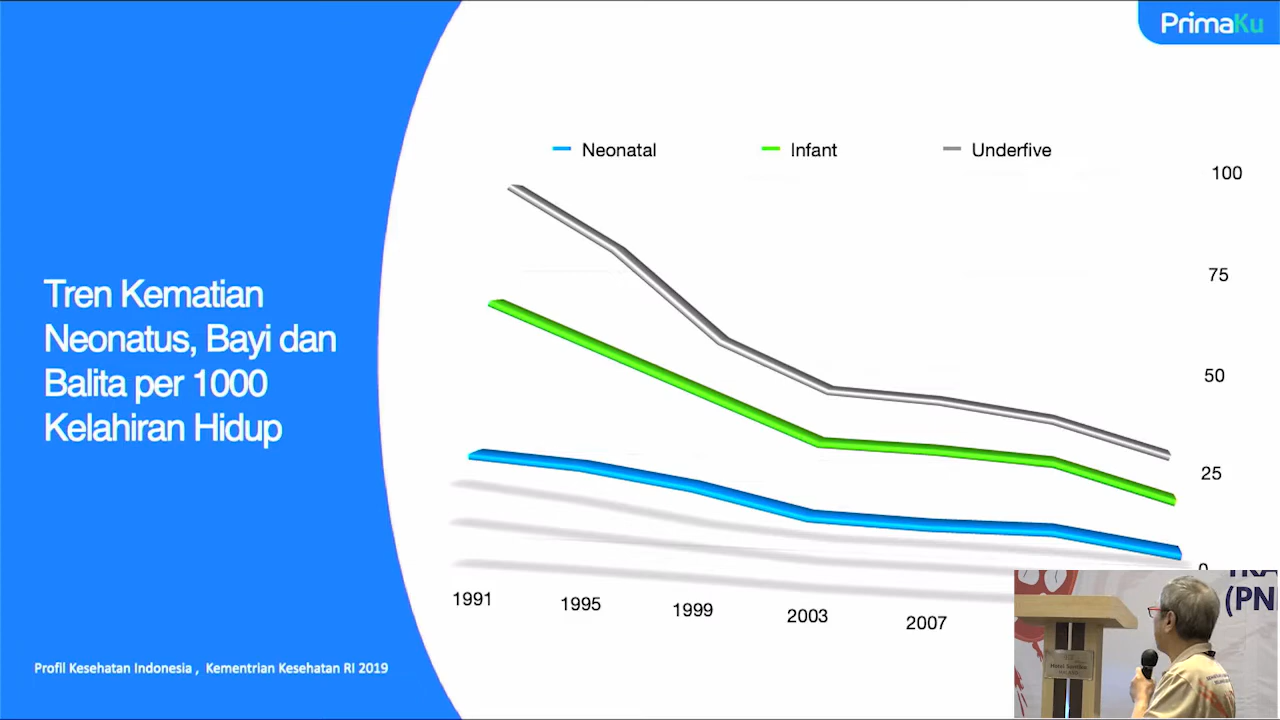 PrimaKu
Neonatal
Infant
Underfive
100
75
50
25
0
1991
1995
1999
2003
2007
Tren Kematian
Neonatus, Bayi dan
Balita per 1000
Kelahiran Hidup
Profil Kesehatan Indonesia , Kementrian Kesehatan RI 2019
(PN